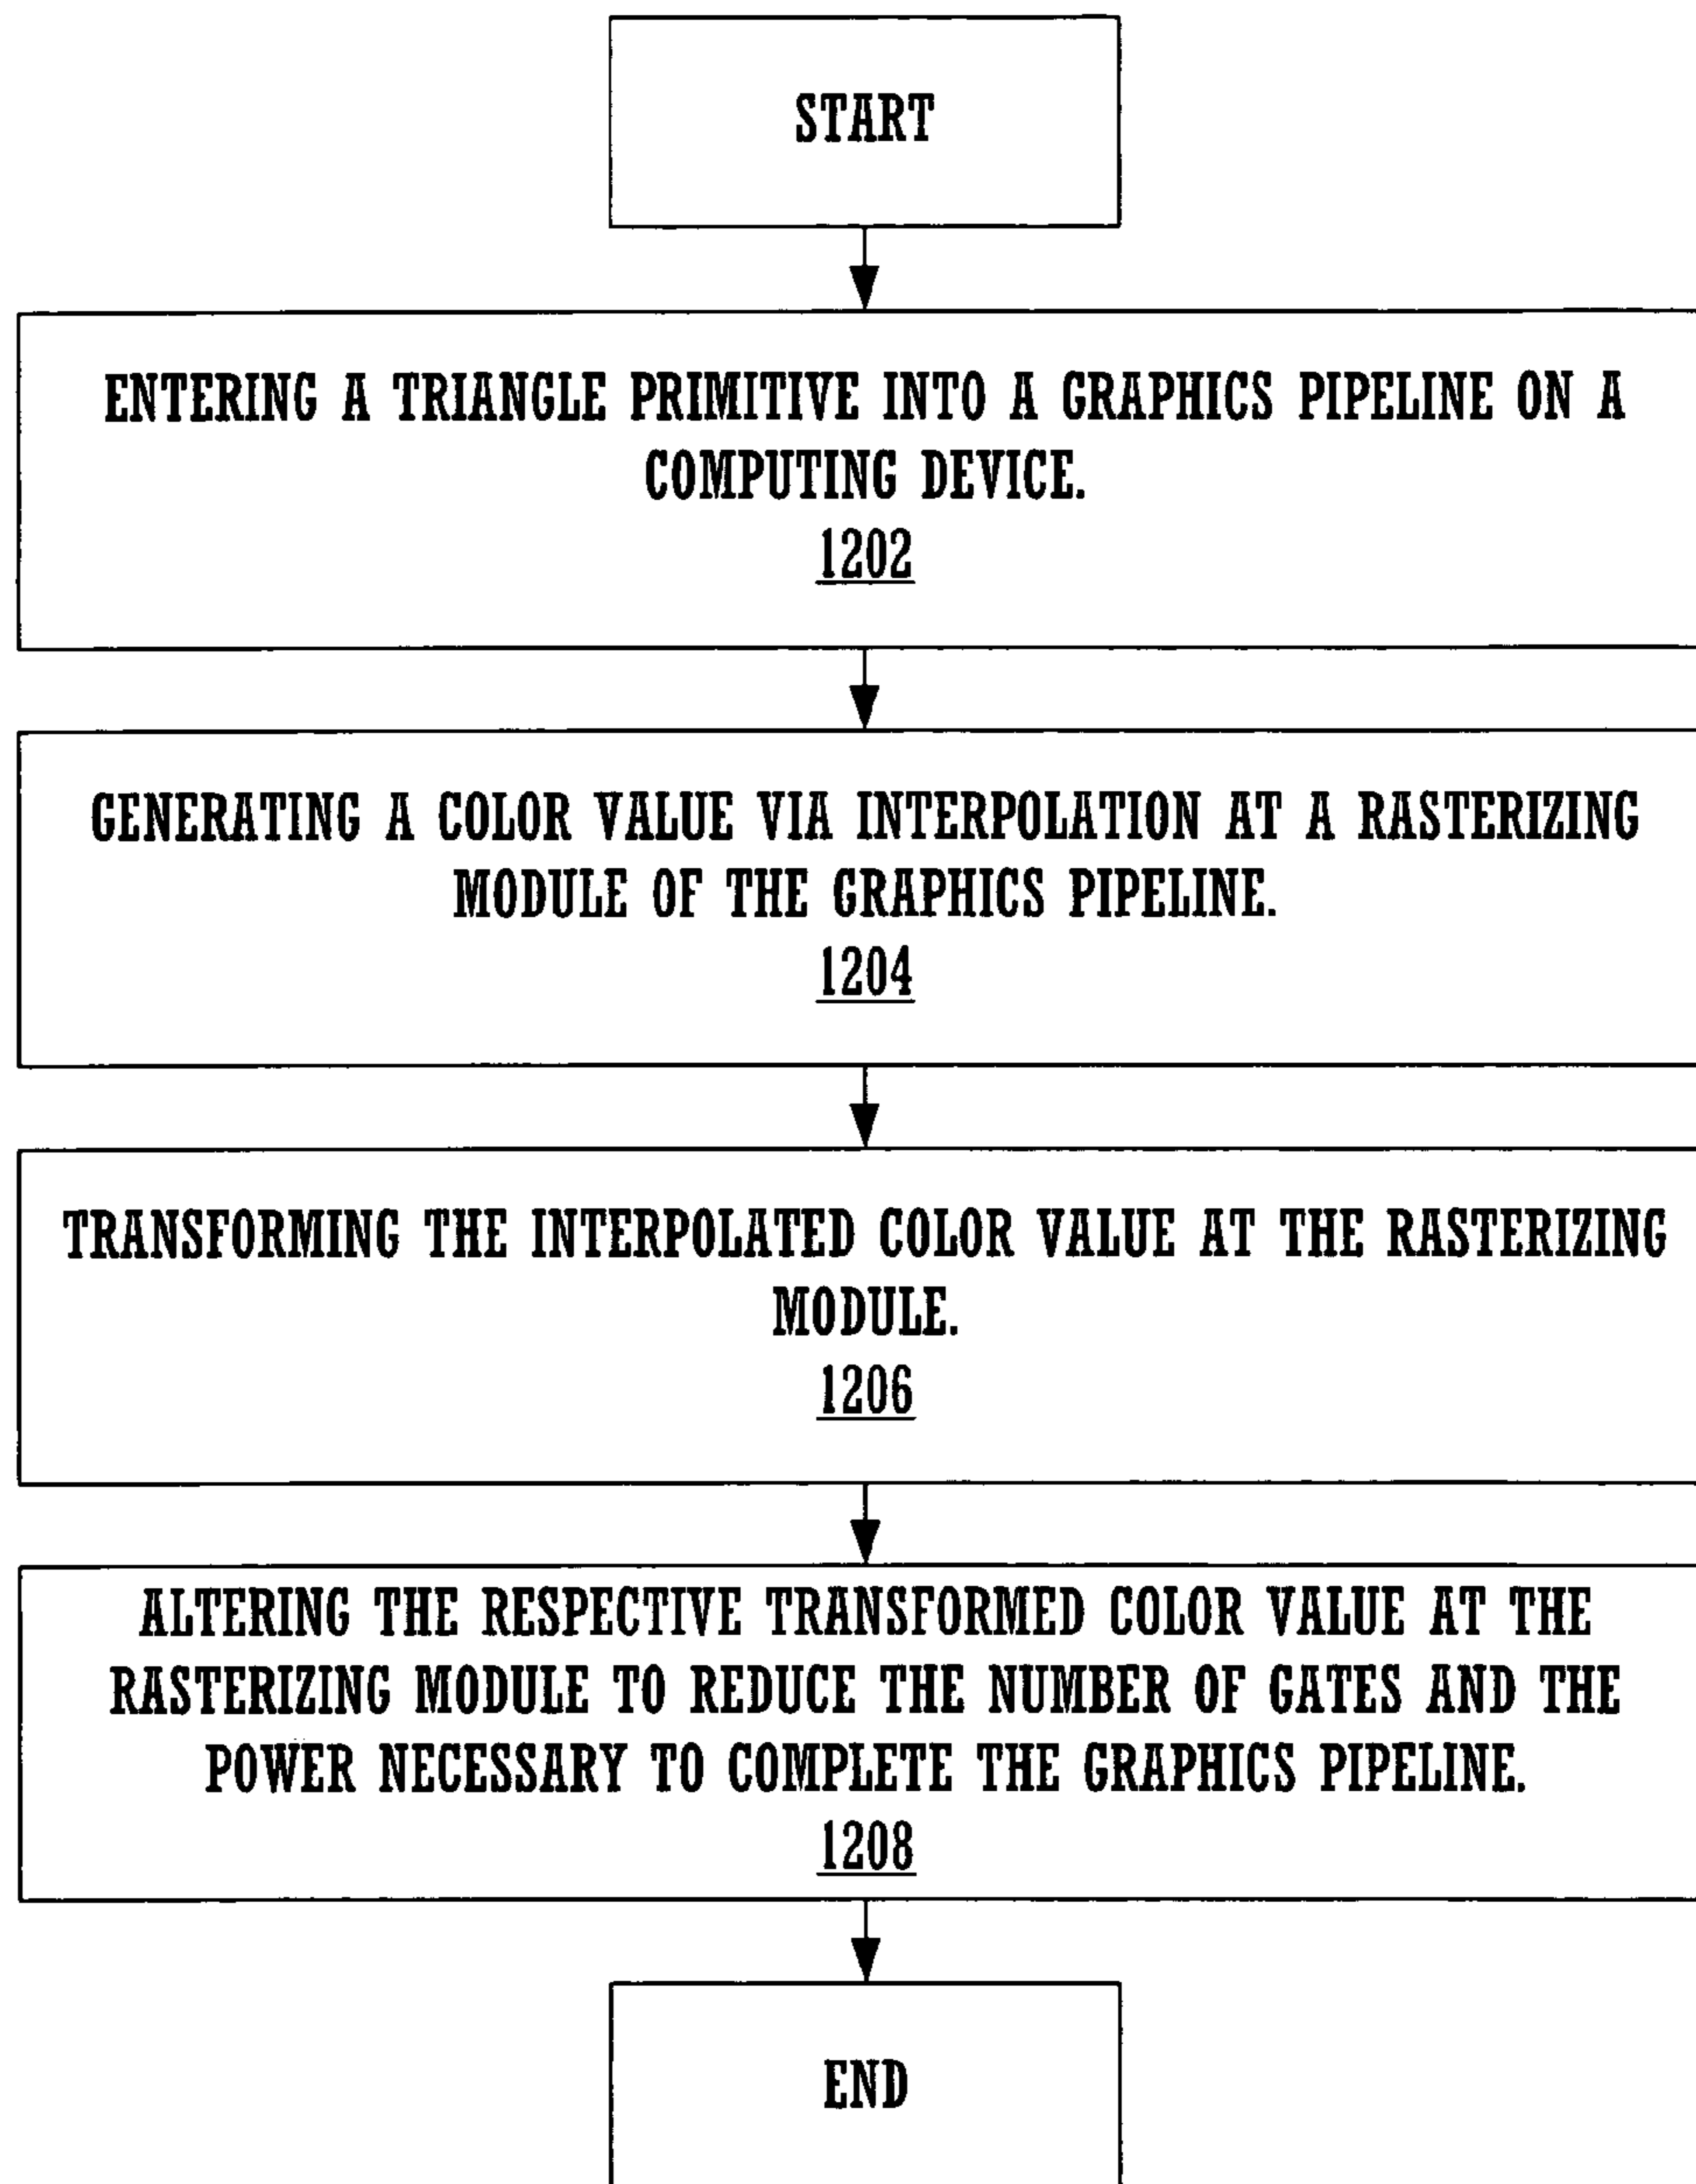 START
ENTERING A TRIANGLE PRIMITIVE INTO A GRAPHICS PIPELINE ON A
COMPUTING DEVICE.
1202
GENERATING A COLOR VALUE VIA INTERPOLATION AT A RASTERIZING
MODULE OF THE GRAPHICS PIPELINE.
1204
TRANSFORMING THE INTERPOLATED COLOR VALUE AT THE RASTERIZING
MODULE.
1206
ALTERING THE RESPECTIVE TRANSFORMED COLOR VALUE AT THE
RASTERIZING MODULE TO REDUCE THE NUMBER OF GATES AND THE
POWER NECESSARY TO COMPLETE THE GRAPHICS PIPELINE.
1208
END